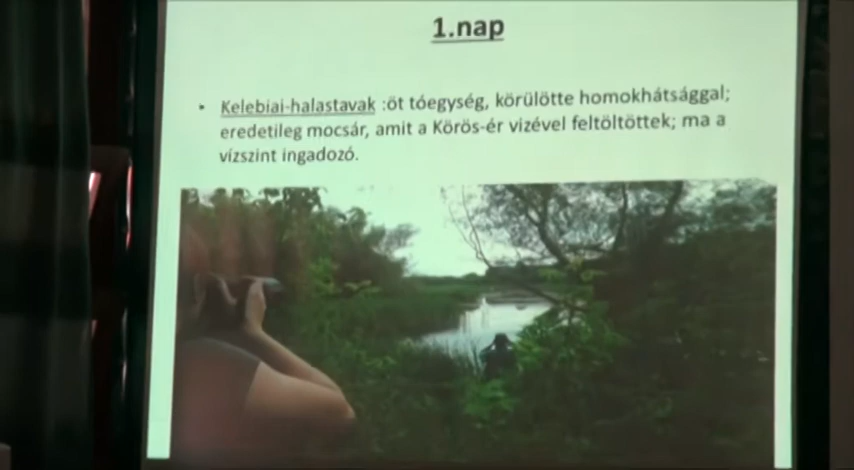 1.nap
• Kelebiai-halastavak :öt tóegység, körülötte homokhátsággal;
eredetileg mocsár, amit a Körös-ér vizével feltöltöttek; ma a
vízszint ingadozó.